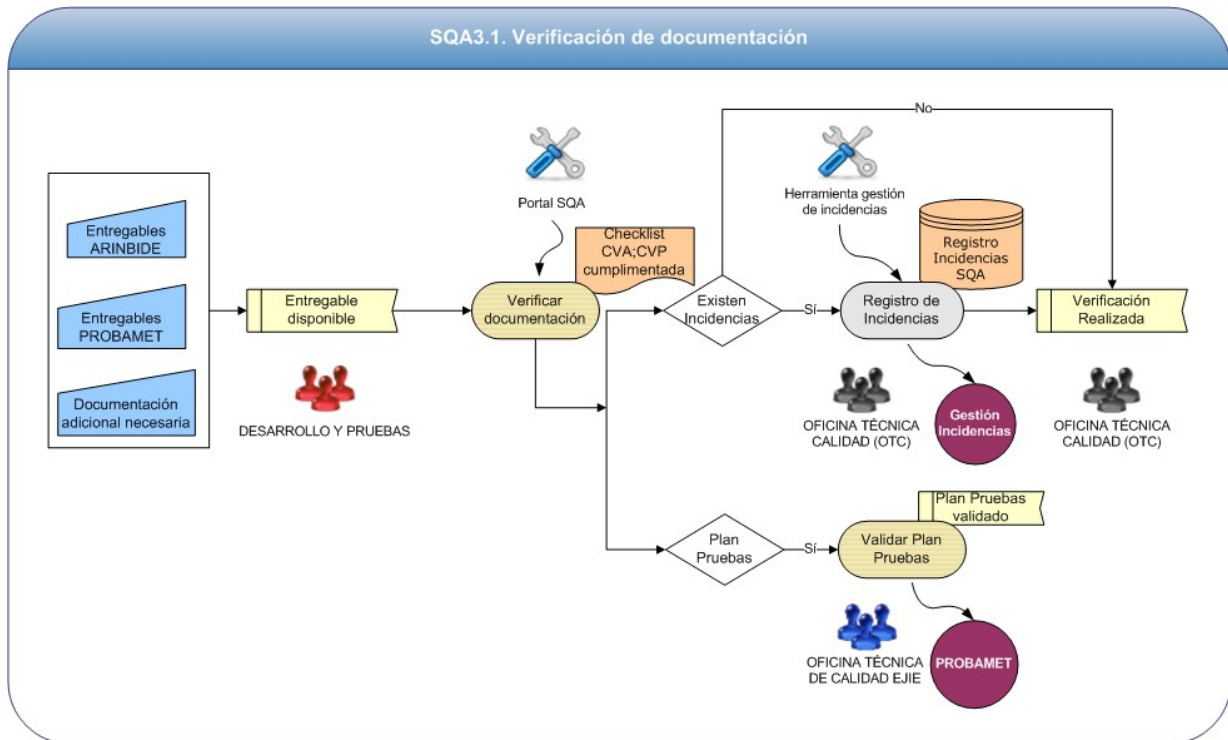 SQA3.1. Verificación de documentación
No
Portal SQA
Herramienta gestión
de incidencias
Entregables
ARINBIDE
Checklist
CVA;CVP
cumplimentada
Registro
Incidencias
SQA
Entregables
PROBAMET
Entregable
disponible
Verificar
documentación
Existen
Incidencias
Sí
Registro de
Incidencias
Verificación
Realizada
Documentación
adicional necesaria
DESARROLLO Y PRUEBAS
OFICINA TÉCNICA
CALIDAD (OTC)
Gestión
Incidencias
OFICINA TÉCNICA
CALIDAD (OTC)
Plan Pruebas
validado
Plan
Pruebas
Sí
Validar Plan
Pruebas
OFICINA TÉCNICA
DE CALIDAD EJIE
PROBAMET